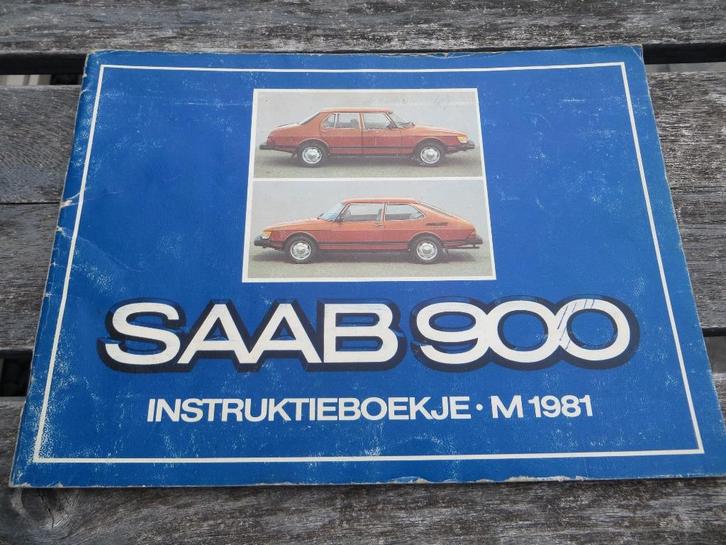 SAAB 900
INSTRUKTIEBOEKJE • M 1981